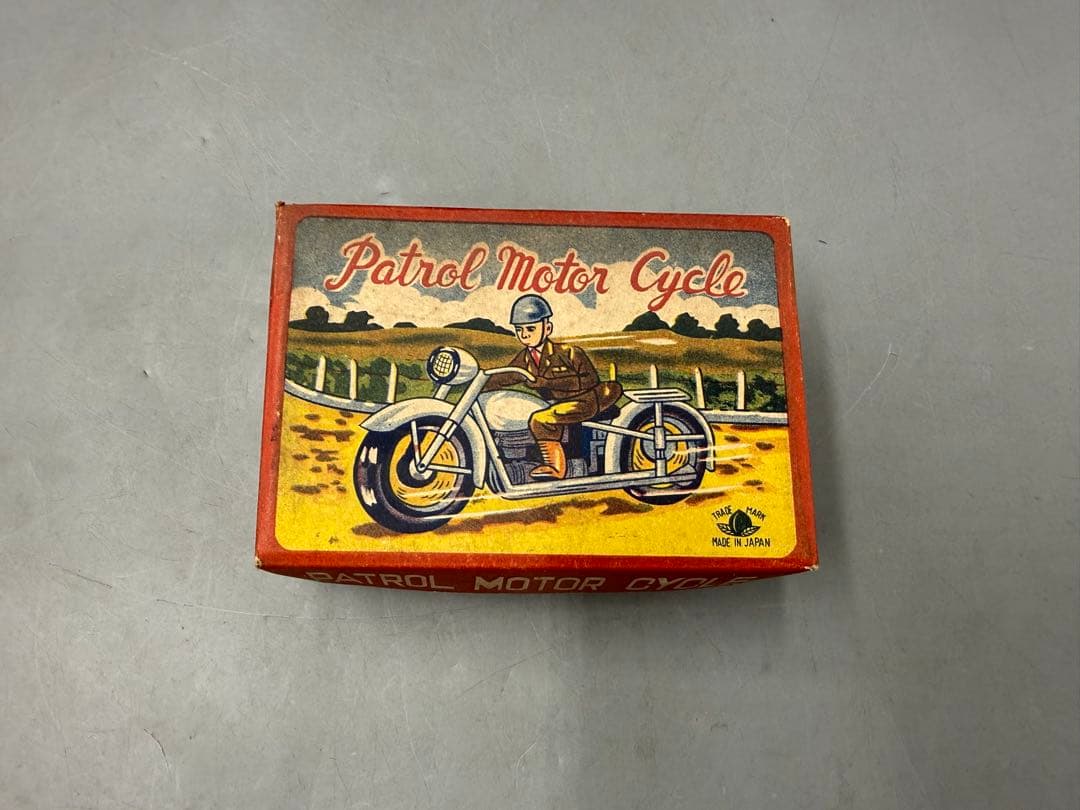 Patrol Motor Cycle
TRADE MARK
MADE IN JAPAN
PATROL MOTOR CYCLE